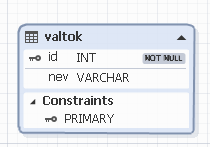 valtok
id INT NOT NULL
nev VARCHAR
Constraints
PRIMARY